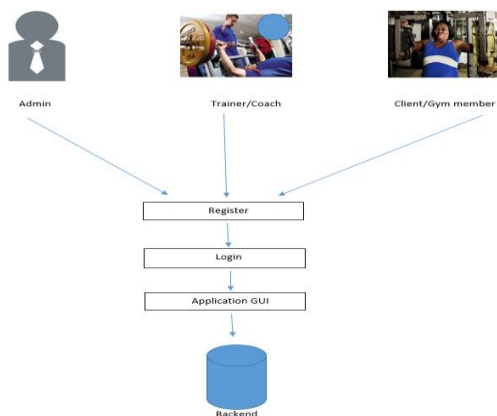 Admin
Trainer/Coach
Client/Gym member
Register
Login
Application GUI
Backend